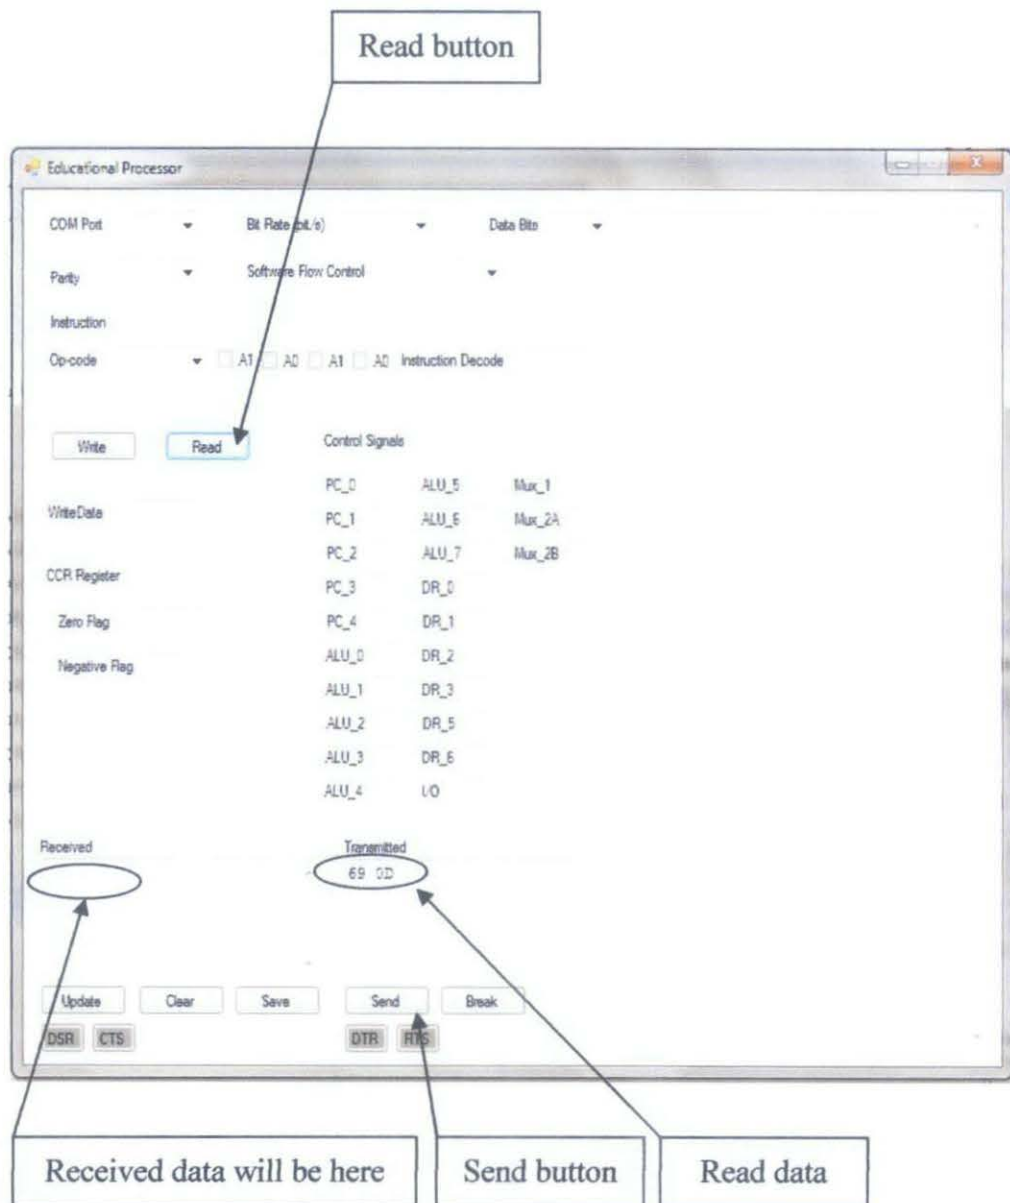 Read button
Educational Processor
COM Port Bit Rate (bit/s) Data Bits
Parity Software Flow Control
Instruction
Op-code A1 A0 A1 A0 Instruction Decode
Write Read Control Signals
PC_0 ALU_5 Mux_1
WriteData PC_1 ALU_6 Mux_2A
PC_2 ALU_7 Mux_2B
CCR Register PC_3 DR_0
Zero Flag PC_4 DR_1
Negative Flag ALU_0 DR_2
ALU_1 DR_3
ALU_2 DR_5
ALU_3 DR_6
ALU_4 I/O
Received Transmitted
69 0D
Update Clear Save Send Break
DSR CTS DTR RTS
Received data will be here Send button Read data